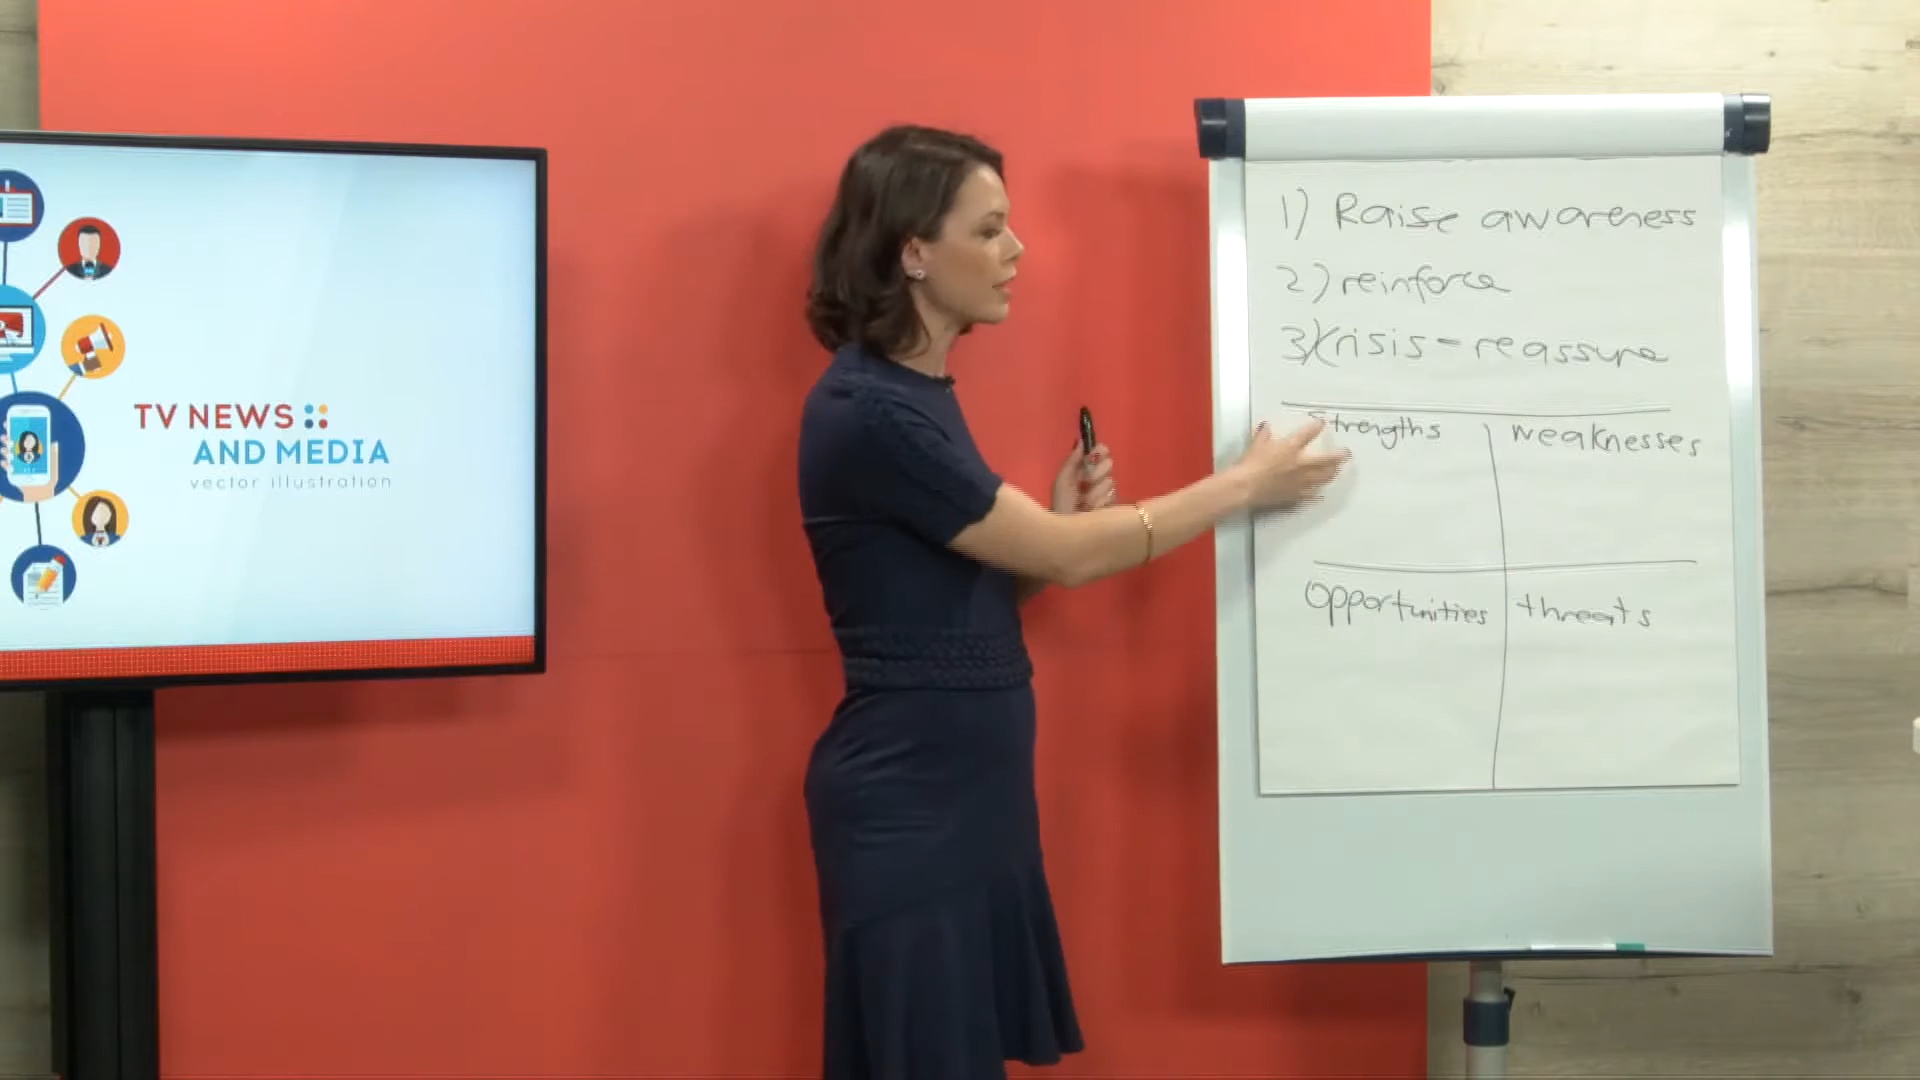 TV NEWS
AND MEDIA
vector illustration
1) Raise awareness
2) reinforce
3) Crisis - reassure
Strengths
weaknesses
Opportunities
threats